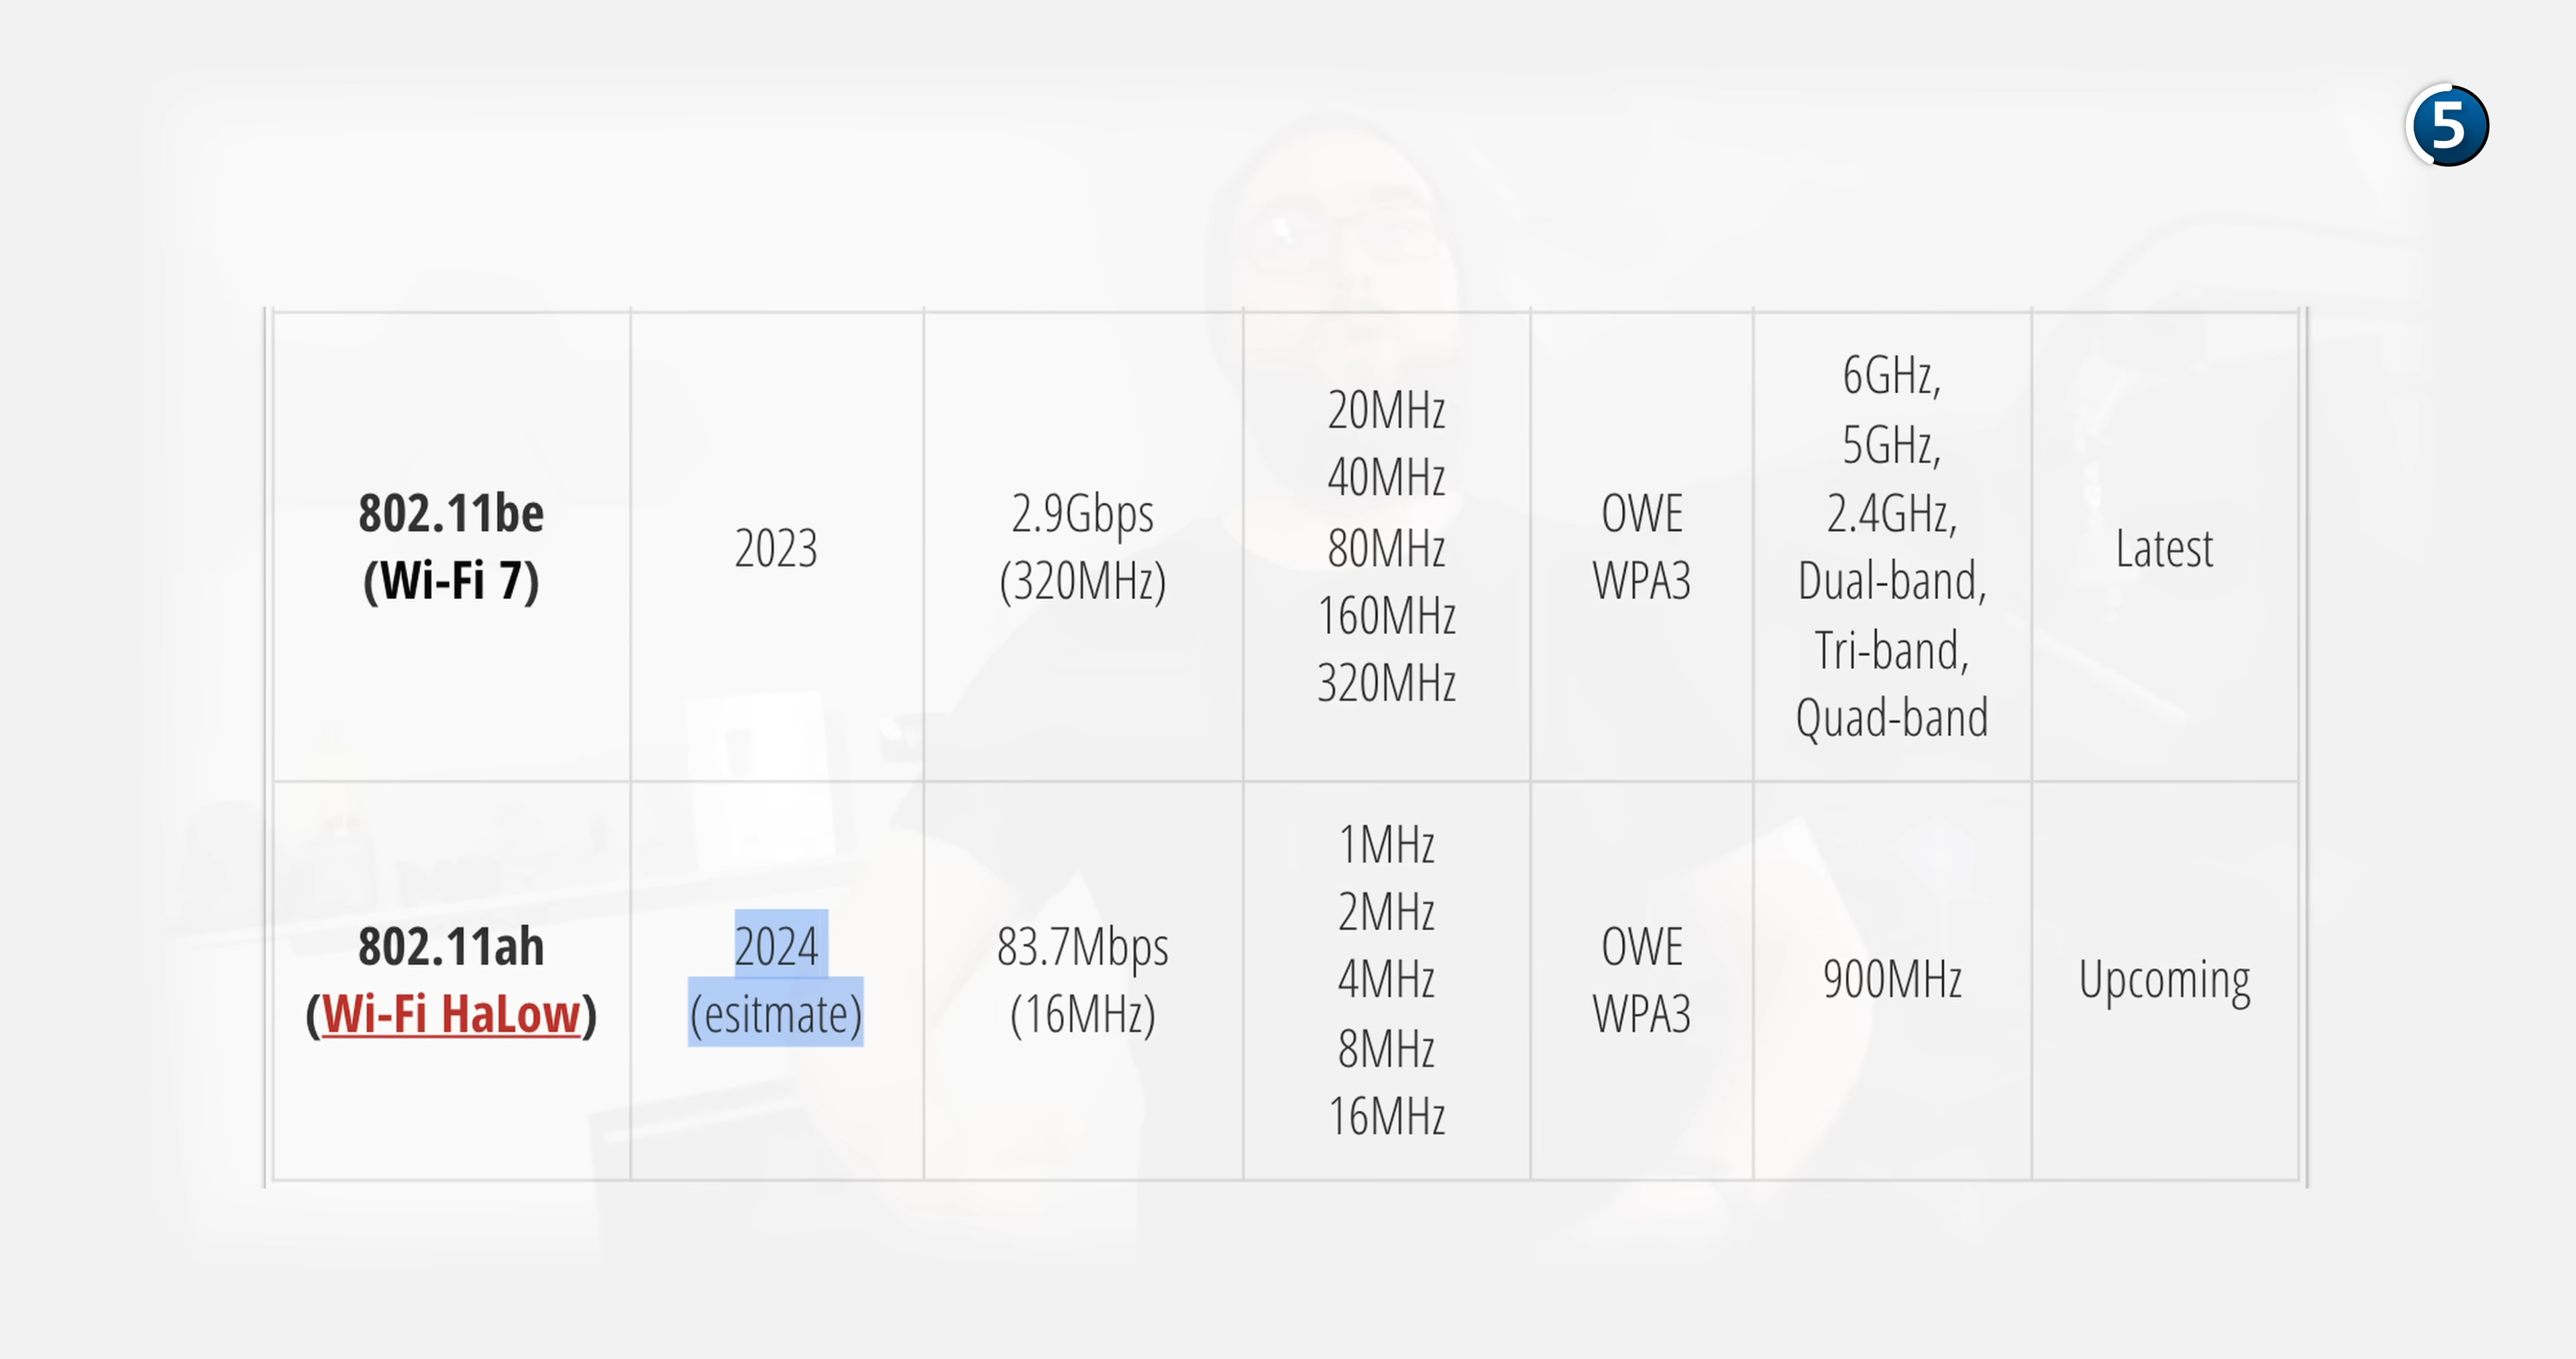 5
802.11be
(Wi-Fi 7)
2023
2.9Gbps
(320MHz)
20MHz
40MHz
80MHz
160MHz
320MHz
OWE
WPA3
6GHz,
5GHz,
2.4GHz,
Dual-band,
Tri-band,
Quad-band
Latest
802.11ah
(Wi-Fi HaLow)
2024
(esitmate)
83.7Mbps
(16MHz)
1MHz
2MHz
4MHz
8MHz
16MHz
OWE
WPA3
900MHz
Upcoming